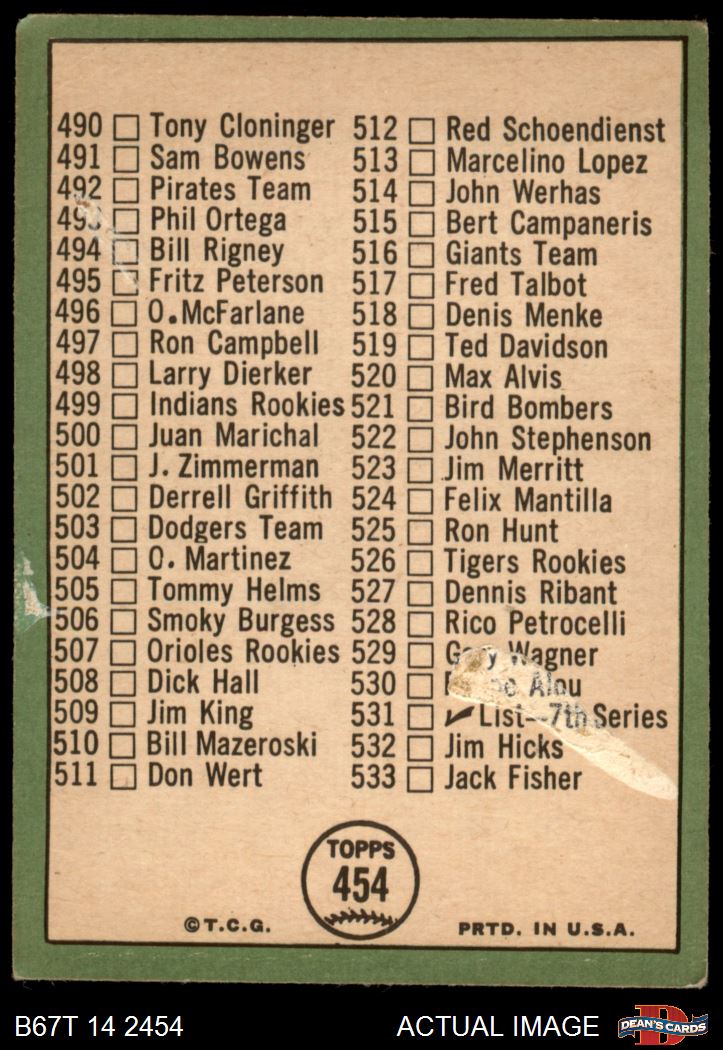 490 Tony Cloninger
491 Sam Bowens
492 Pirates Team
493 Phil Ortega
494 Bill Rigney
495 Fritz Peterson
496 O.McFarlane
497 Ron Campbell
498 Larry Dierker
499 Indians Rookies
500 Juan Marichal
501 J. Zimmerman
502 Derrell Griffith
503 Dodgers Team
504 O. Martinez
505 Tommy Helms
506 Smoky Burgess
507 Orioles Rookies
508 Dick Hall
509 Jim King
510 Bill Mazeroski
511 Don Wert
512 Red Schoendienst
513 Marcelino Lopez
514 John Werhas
515 Bert Campaneris
516 Giants Team
517 Fred Talbot
518 Denis Menke
519 Ted Davidson
520 Max Alvis
521 Bird Bombers
522 John Stephenson
523 Jim Merritt
524 Felix Mantilla
525 Ron Hunt
526 Tigers Rookies
527 Dennis Ribant
528 Rico Petrocelli
529 Gary Wagner
530 Alou
531 ✓List—7th Series
532 Jim Hicks
533 Jack Fisher
TOPPS
454
©T.C.G.
PRTD. IN U.S.A.
B67T 14 2454
ACTUAL IMAGE
D
DEAN'S CARDS